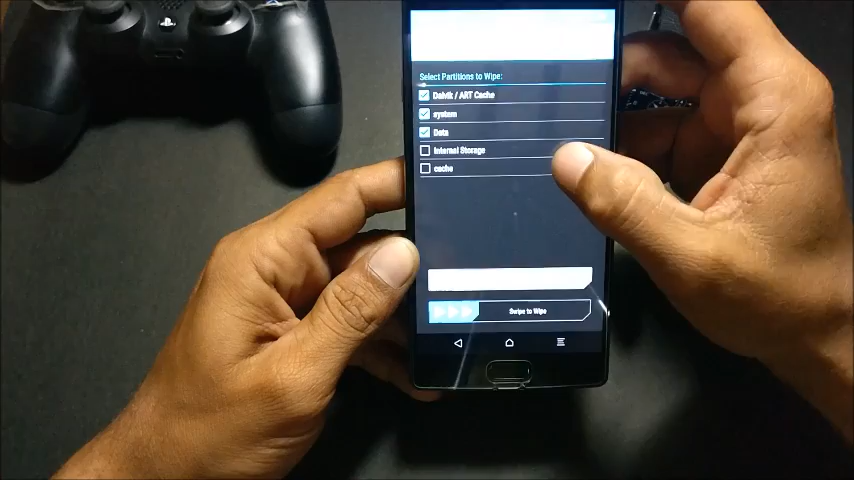 Select Partitions to Wipe:
Dalvik / ART Cache
system
Data
Internal Storage
cache
Swipe to Wipe